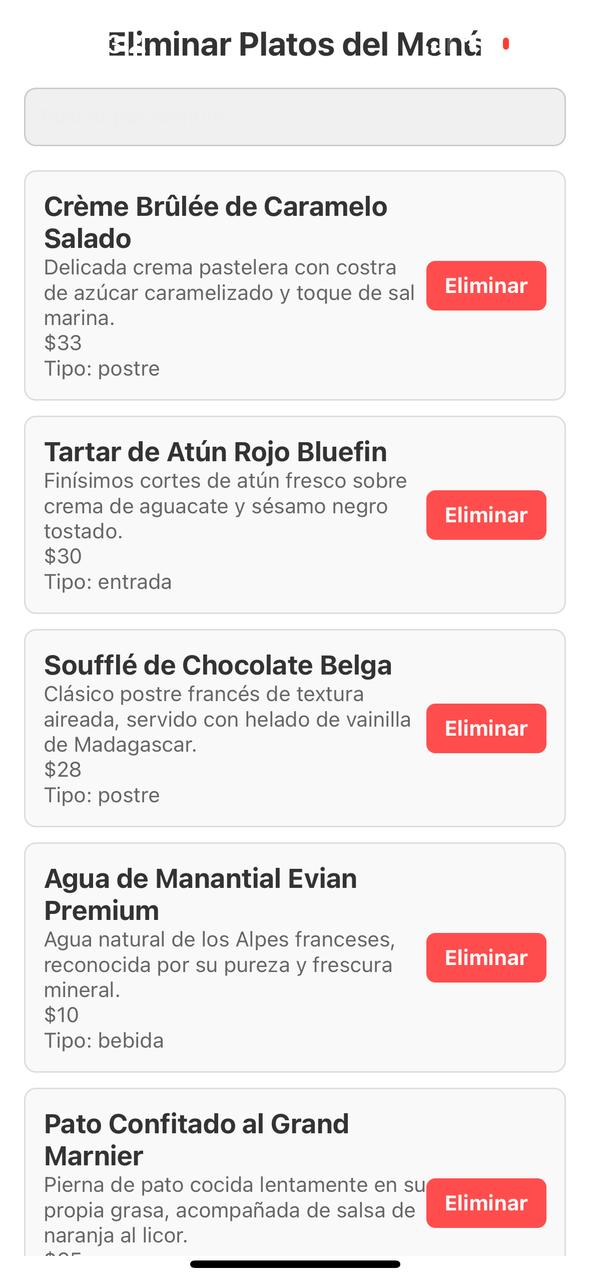 Eliminar Platos del Menú
Crème Brûlée de Caramelo
Salado
Delicada crema pastelera con costra
de azúcar caramelizado y toque de sal
marina.
$33
Tipo: postre
Eliminar
Tartar de Atún Rojo Bluefin
Finísimos cortes de atún fresco sobre
crema de aguacate y sésamo negro
tostado.
$30
Tipo: entrada
Eliminar
Soufflé de Chocolate Belga
Clásico postre francés de textura
aireada, servido con helado de vainilla
de Madagascar.
$28
Tipo: postre
Eliminar
Agua de Manantial Evian
Premium
Agua natural de los Alpes franceses,
reconocida por su pureza y frescura
mineral.
$10
Tipo: bebida
Eliminar
Pato Confitado al Grand
Marnier
Pierna de pato cocida lentamente en su
propia grasa, acompañada de salsa de
naranja al licor.
Eliminar